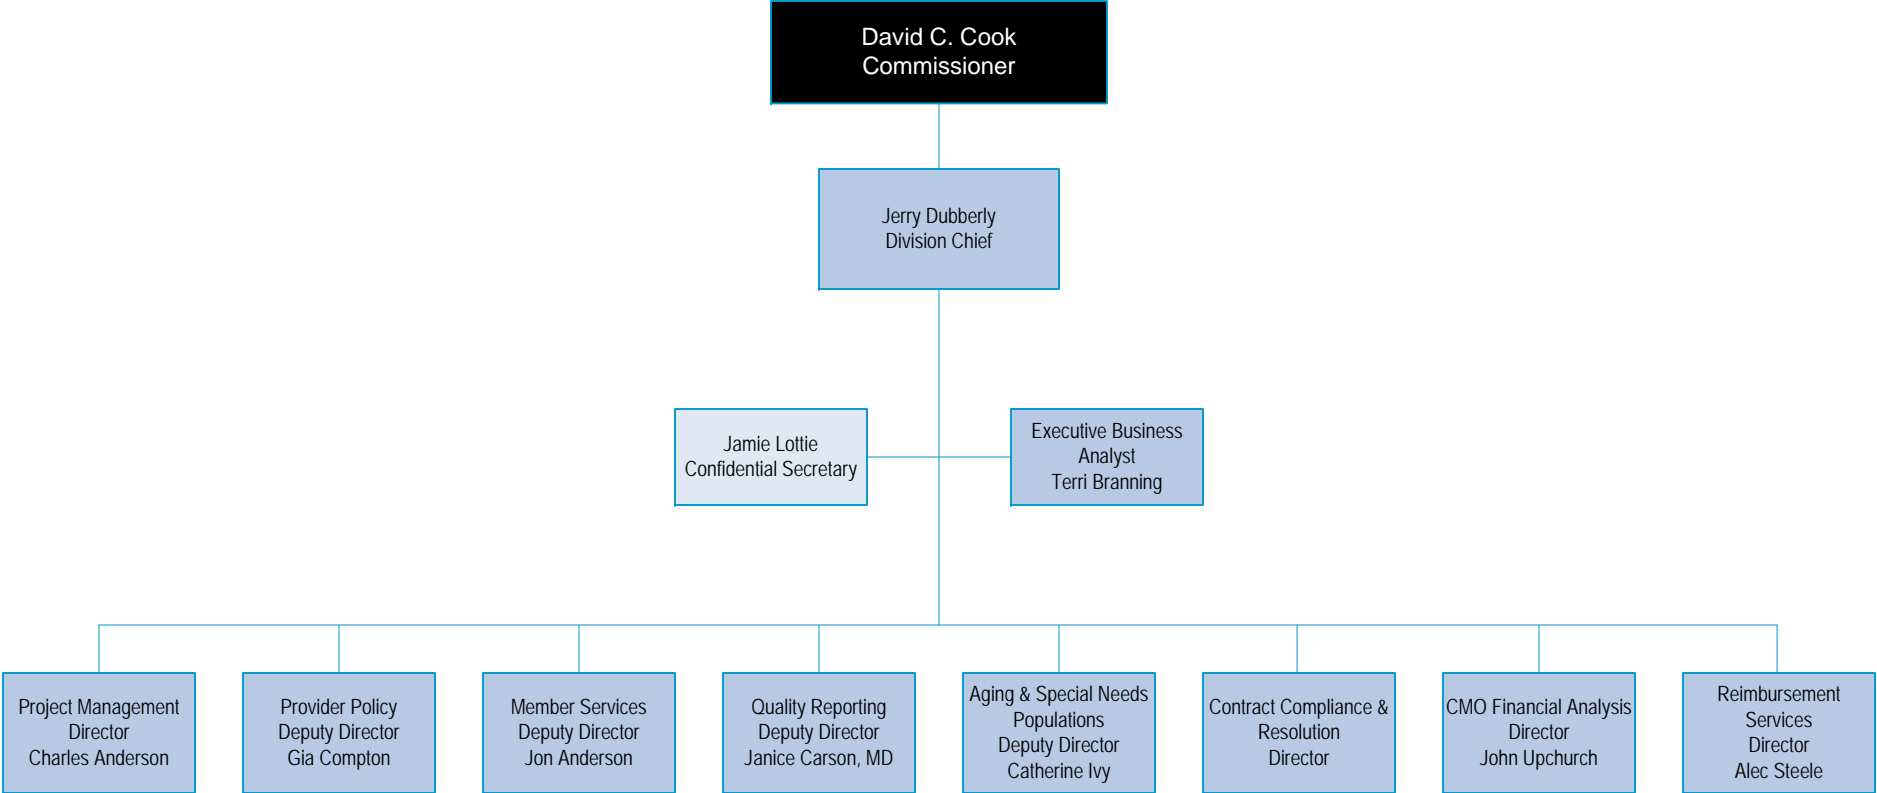 David C. Cook
Commissioner
Jerry Dubberly
Division Chief
Jamie Lottie
Confidential Secretary
Executive Business
Analyst
Terri Branning
Project Management
Director
Charles Anderson
Provider Policy
Deputy Director
Gia Compton
Member Services
Deputy Director
Jon Anderson
Quality Reporting
Deputy Director
Janice Carson, MD
Aging & Special Needs
Populations
Deputy Director
Catherine Ivy
Contract Compliance &
Resolution
Director
CMO Financial Analysis
Director
John Upchurch
Reimbursement
Services
Director
Alec Steele